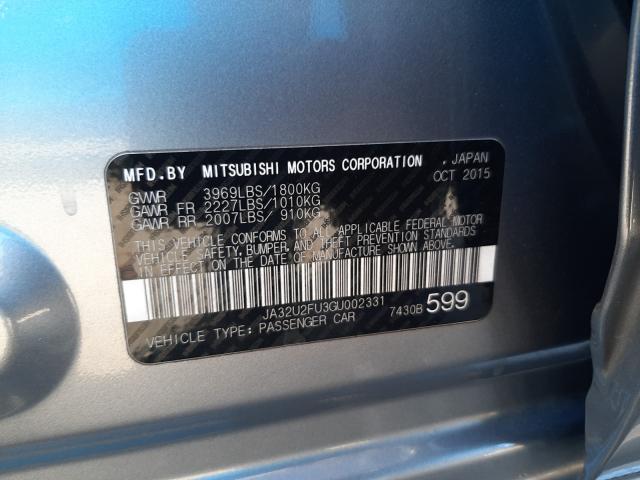 MFD.BY MITSUBISHI MOTORS CORPORATION , JAPAN
GVWR 3969LBS/1800KG OCT 2015
GAWR FR 2227LBS/1010KG
GAWR RR 2007LBS/ 910KG
THIS VEHICLE CONFORMS TO ALL APPLICABLE FEDERAL MOTOR
VEHICLE SAFETY, BUMPER, AND THEFT PREVENTION STANDARDS
IN EFFECT ON THE DATE OF MANUFACTURE SHOWN ABOVE.
JA32U2FU3GU002331 7430B 599
VEHICLE TYPE: PASSENGER CAR